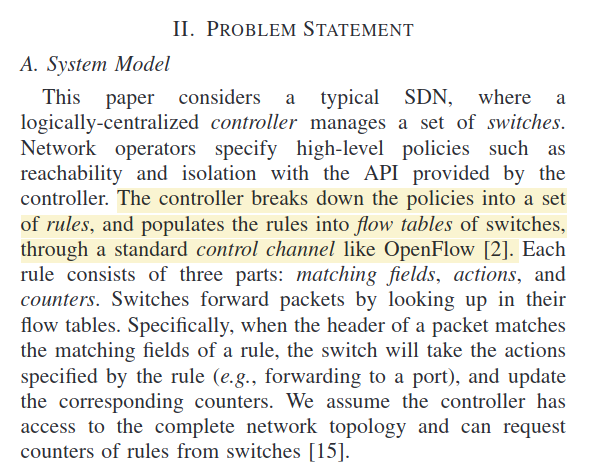 II. PROBLEM STATEMENT
A. System Model
This paper considers a typical SDN, where a
logically-centralized controller manages a set of switches.
Network operators specify high-level policies such as
reachability and isolation with the API provided by the
controller. The controller breaks down the policies into a set
of rules, and populates the rules into flow tables of switches,
through a standard control channel like OpenFlow [2]. Each
rule consists of three parts: matching fields, actions, and
counters. Switches forward packets by looking up in their
flow tables. Specifically, when the header of a packet matches
the matching fields of a rule, the switch will take the actions
specified by the rule (e.g., forwarding to a port), and update
the corresponding counters. We assume the controller has
access to the complete network topology and can request
counters of rules from switches [15].